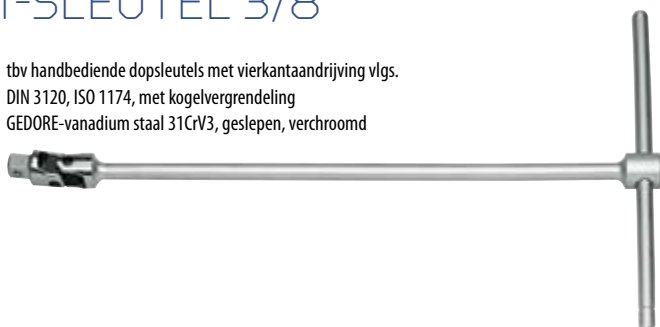 T-SLEUTEL 3/8
tbv handbediende dopsleutels met vierkantaandrijving vlgs.
DIN 3120, ISO 1174, met kogelvergrendeling
GEDORE-vanadium staal 31CrV3, geslepen, verchroomd